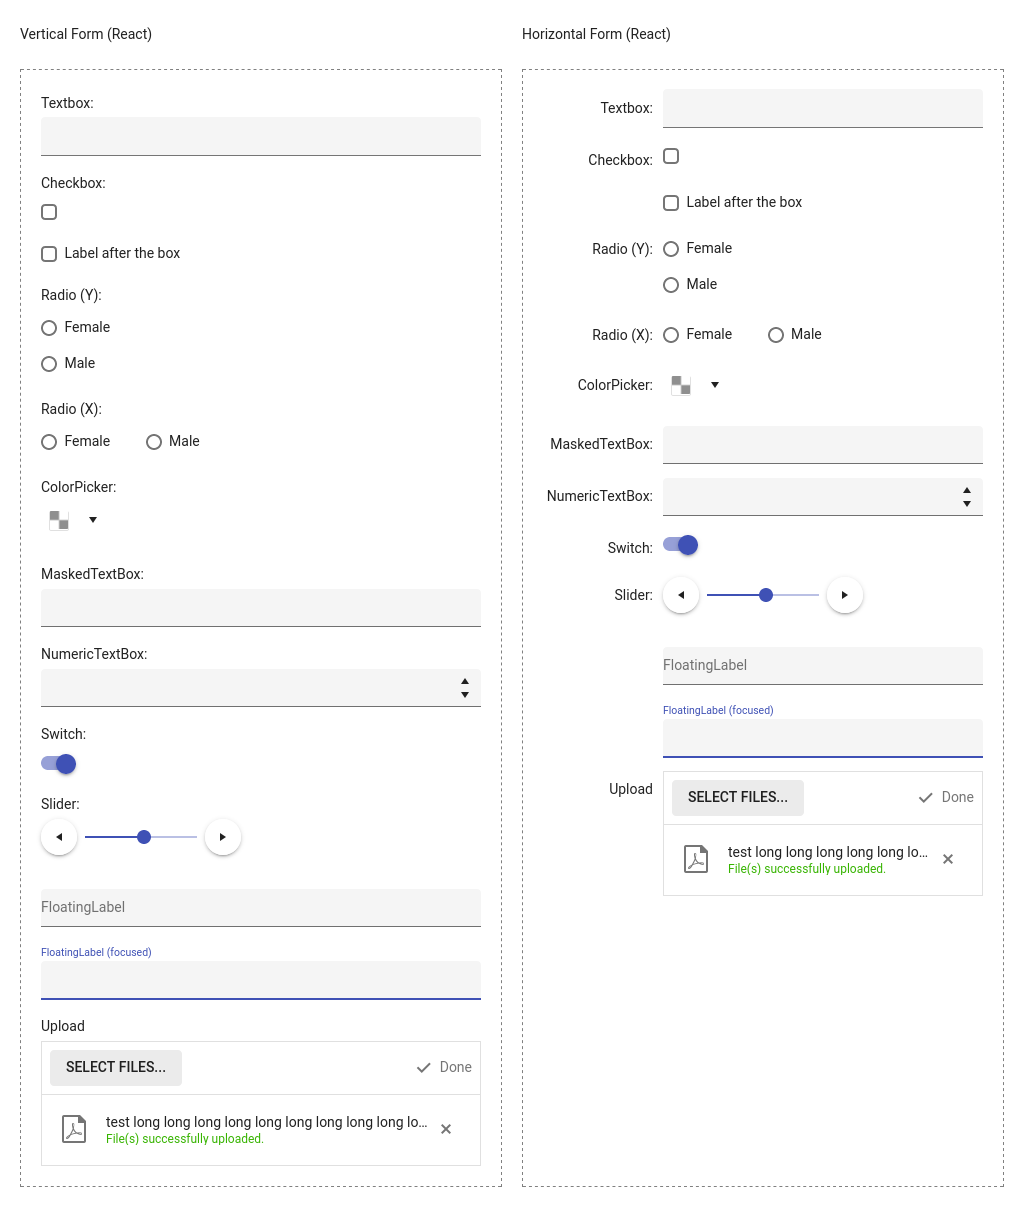 Vertical Form (React)
Textbox:
Checkbox:
Label after the box
Radio (Y):
Female
Male
Radio (X):
Female Male
ColorPicker:
MaskedTextBox:
NumericTextBox:
Switch:
Slider:
FloatingLabel
FloatingLabel (focused)
Upload
SELECT FILES... Done
test long long long long long long long long long lo...
File(s) successfully uploaded.
Horizontal Form (React)
Textbox:
Checkbox:
Label after the box
Radio (Y): Female
Male
Radio (X): Female Male
ColorPicker:
MaskedTextBox:
NumericTextBox:
Switch:
Slider:
FloatingLabel
FloatingLabel (focused)
Upload SELECT FILES... Done
test long long long long long lo...
File(s) successfully uploaded.